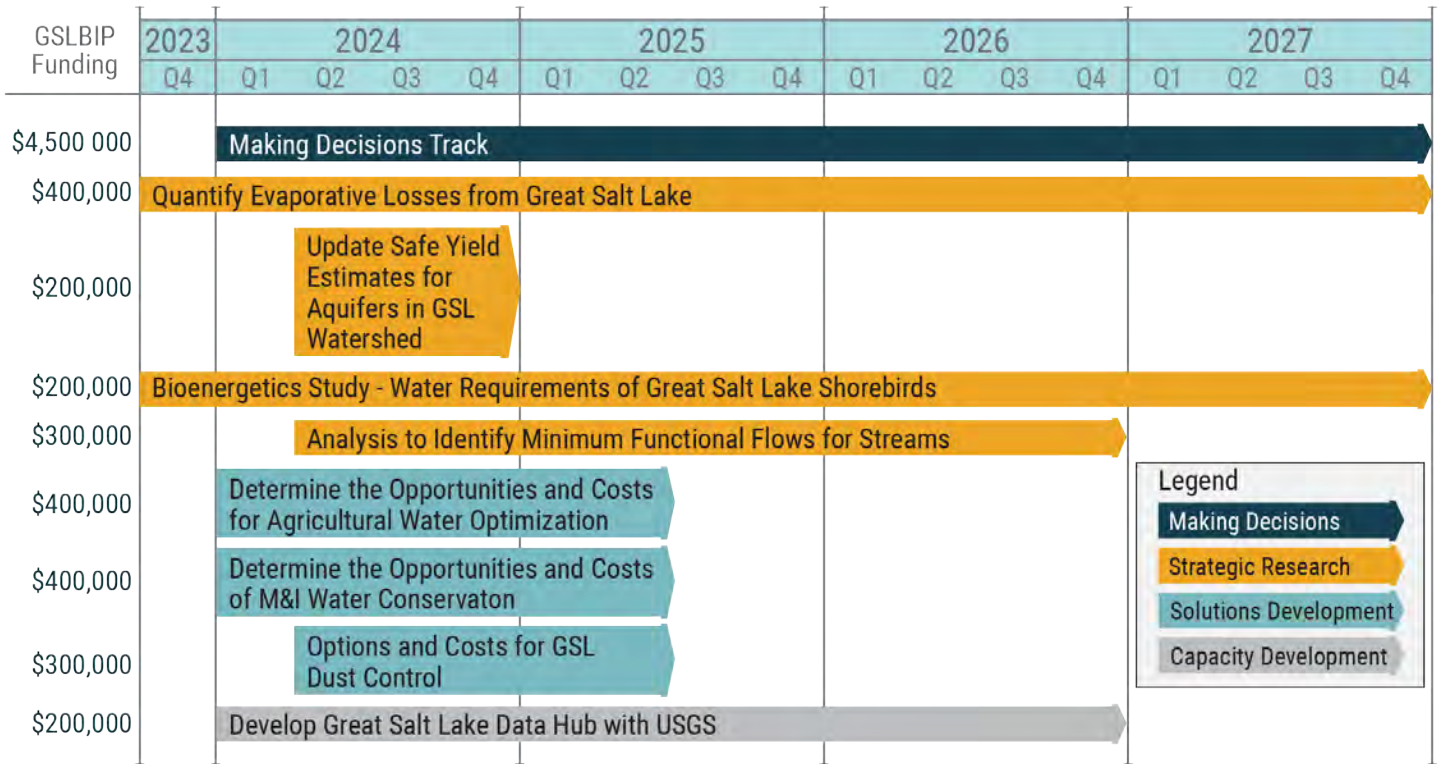 GSLBIP
Funding
2023 2024 2025 2026 2027
Q4 Q1 Q2 Q3 Q4 Q1 Q2 Q3 Q4 Q1 Q2 Q3 Q4 Q1 Q2 Q3 Q4
$4,500 000 Making Decisions Track
$400,000 Quantify Evaporative Losses from Great Salt Lake
$200,000
Update Safe Yield
Estimates for
Aquifers in GSL
Watershed
$200,000 Bioenergetics Study - Water Requirements of Great Salt Lake Shorebirds
$300,000 Analysis to Identify Minimum Functional Flows for Streams
$400,000
Determine the Opportunities and Costs
for Agricultural Water Optimization
$400,000
Determine the Opportunities and Costs
of M&I Water Conservaton
$300,000
Options and Costs for GSL
Dust Control
$200,000 Develop Great Salt Lake Data Hub with USGS
Legend
Making Decisions
Strategic Research
Solutions Development
Capacity Development